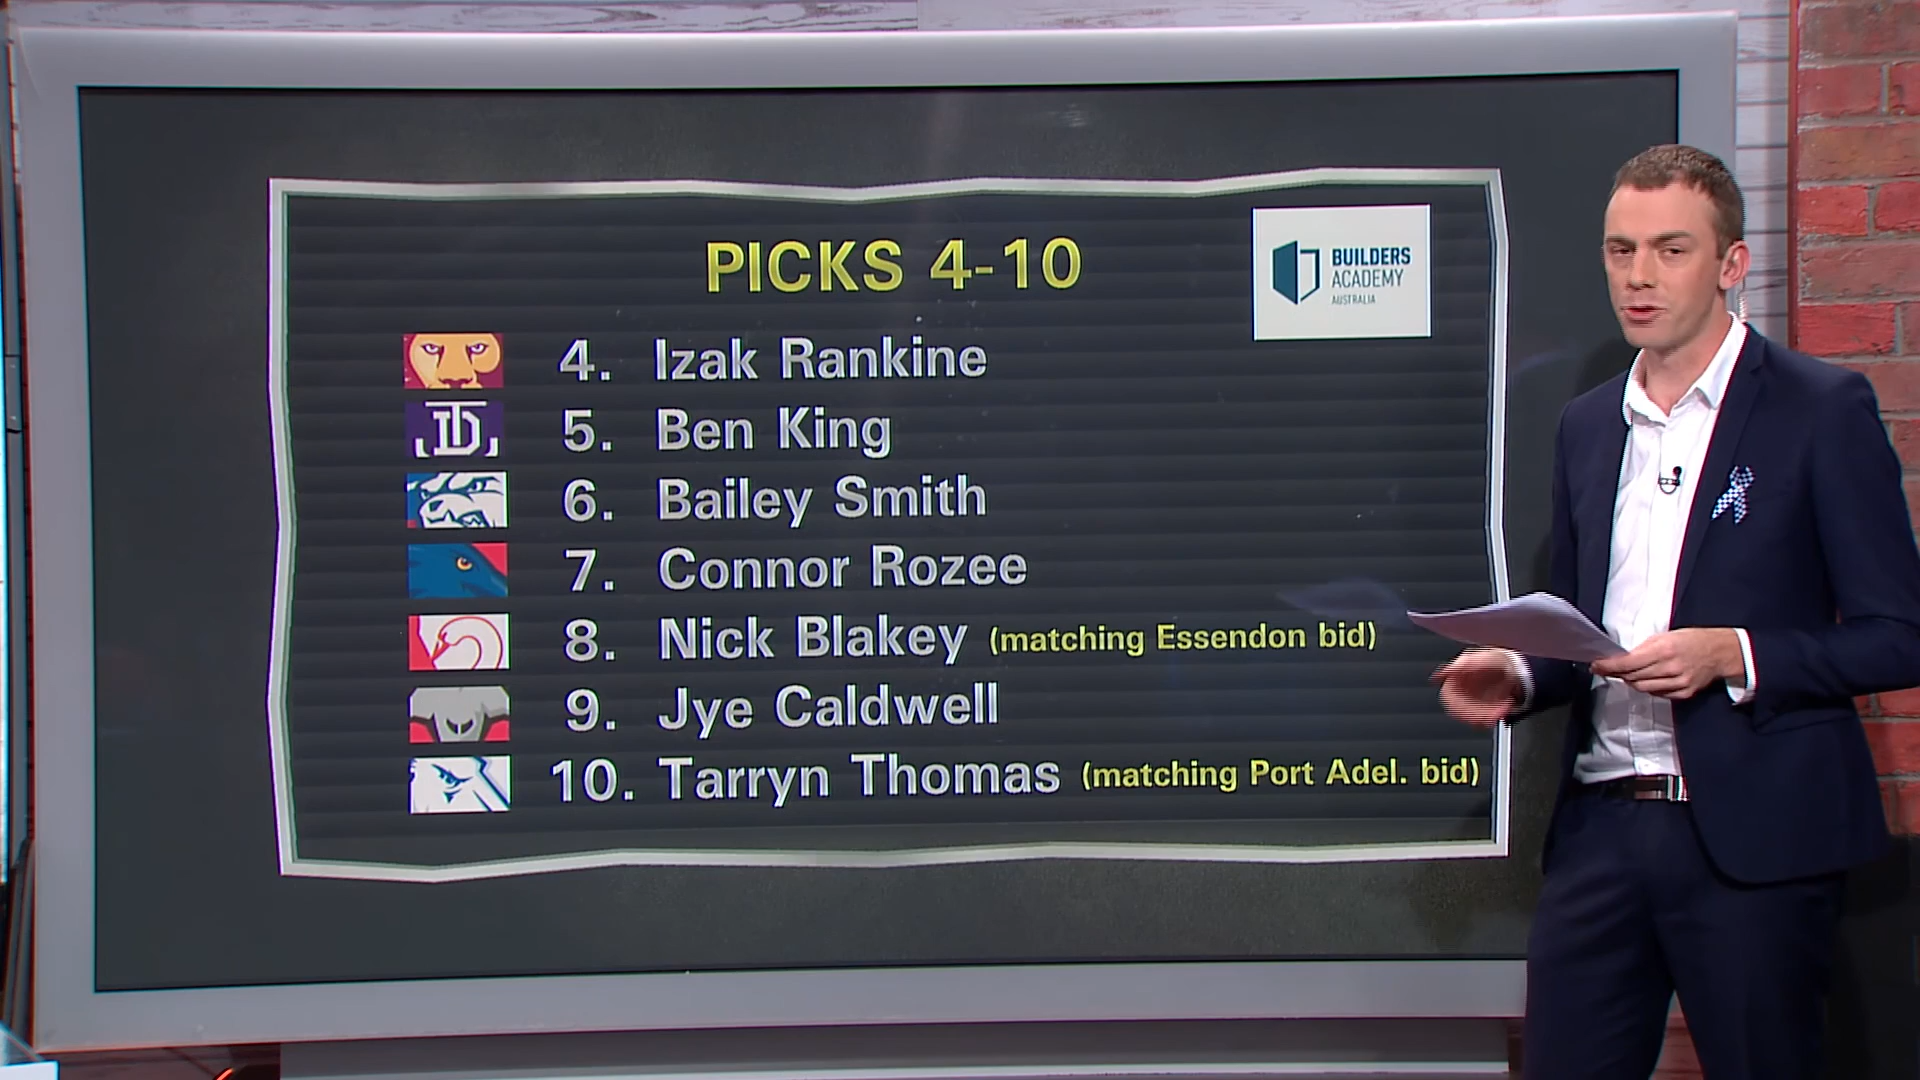 PICKS 4-10
BUILDERS
ACADEMY
AUSTRALIA
4. Izak Rankine
5. Ben King
6. Bailey Smith
7. Connor Rozee
8. Nick Blakey (matching Essendon bid)
9. Jye Caldwell
10. Tarryn Thomas (matching Port Adel. bid)